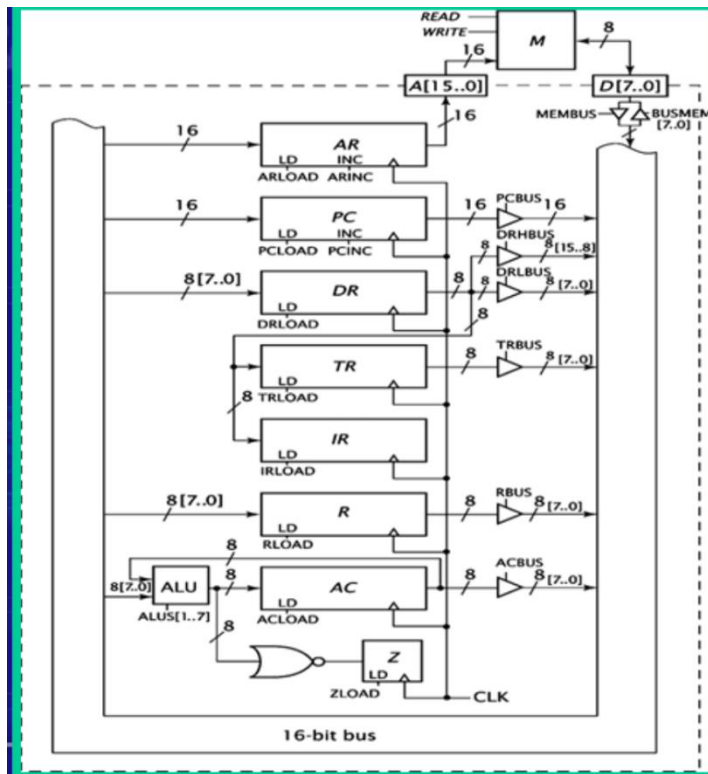 READ
WRITE
M
8
16
A[15..0]
D[7..0]
MEMBUS
BUSMEM
[7..0]
16
16
AR
LD
INC
ARLOAD
ARINC
16
PC
LD
INC
PCLOAD
PCINC
16
PCBUS
16
DRHBUS
8
8
[15..8]
8[7..0]
DR
LD
DRLOAD
8
8
DRLBUS
8
[7..0]
8
TR
LD
TRLOAD
8
TRBUS
8
[7..0]
8
IR
LD
IRLOAD
8[7..0]
R
LD
RLOAD
8
RBUS
8
[7..0]
8
8[7..0]
ALU
ALUS[1..7]
8
AC
LD
ACLOAD
8
ACBUS
8
[7..0]
8
Z
LD
ZLOAD
CLK
16-bit bus